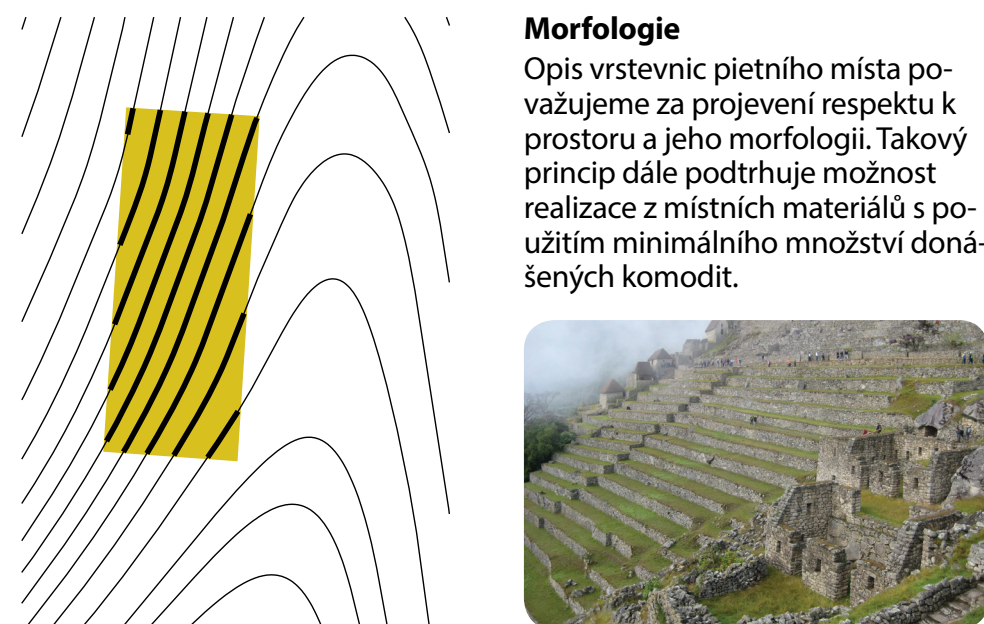 Morfologie
Opis vrstevnic pietního místa po-
važujeme za projevení respektu k
prostoru a jeho morfologii. Takový
princip dále podtrhuje možnost
realizace z místních materiálů s po-
užitím minimálního množství doná-
šených komodit.